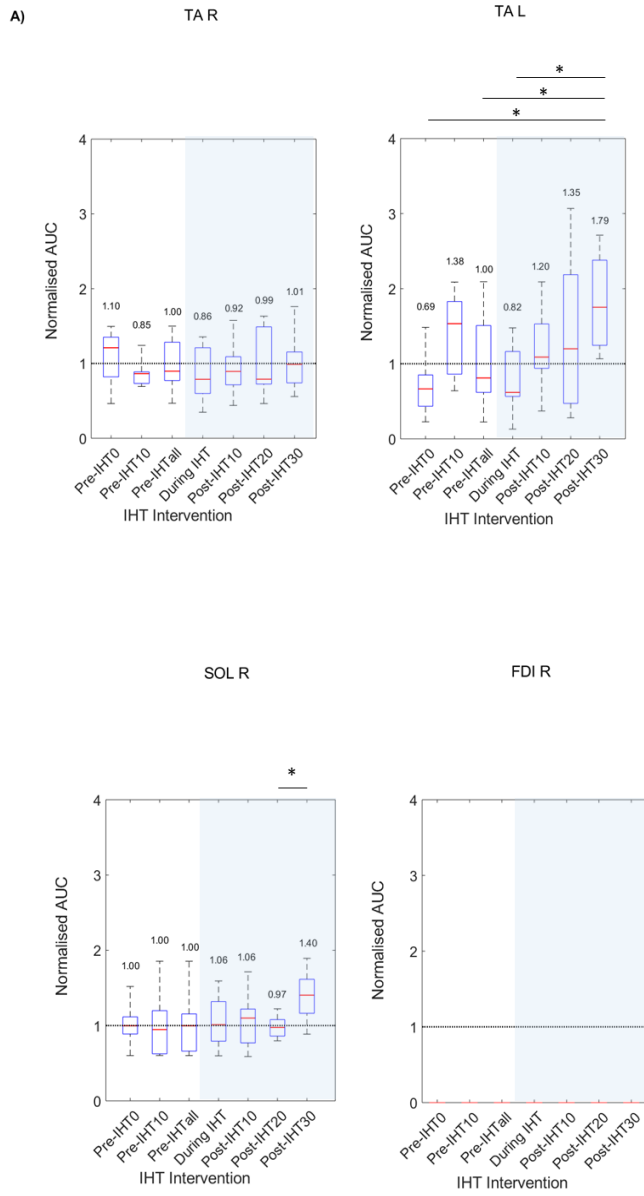 A)
TA R
TA L
*
*
*
4
3
2
1
0
Normalised AUC
1.10
0.85
1.00
0.86
0.92
0.99
1.01
Pre-IHT0
Pre-IHT10
Pre-IHTall
During IHT
Post-IHT10
Post-IHT20
Post-IHT30
IHT Intervention
4
3
2
1
0
Normalised AUC
0.69
1.38
1.00
0.82
1.20
1.35
1.79
Pre-IHT0
Pre-IHT10
Pre-IHTall
During IHT
Post-IHT10
Post-IHT20
Post-IHT30
IHT Intervention
SOL R
FDI R
*
4
3
2
1
0
Normalised AUC
1.00
1.00
1.00
1.06
1.06
0.97
1.40
Pre-IHT0
Pre-IHT10
Pre-IHTall
During IHT
Post-IHT10
Post-IHT20
Post-IHT30
IHT Intervention
4
3
2
1
0
Normalised AUC
Pre-IHT0
Pre-IHT10
Pre-IHTall
During IHT
Post-IHT10
Post-IHT20
Post-IHT30
IHT Intervention